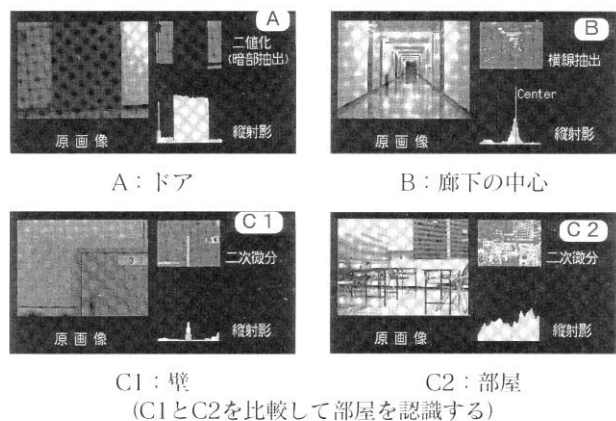 A
二値化
(暗部抽出)
原画像
縦射影
A：ドア
B
横線抽出
Center
原画像
縦射影
B：廊下の中心
C1
二次微分
原画像
縦射影
C1：壁
C2
二次微分
原画像
縦射影
C2：部屋
(C1とC2を比較して部屋を認識する)